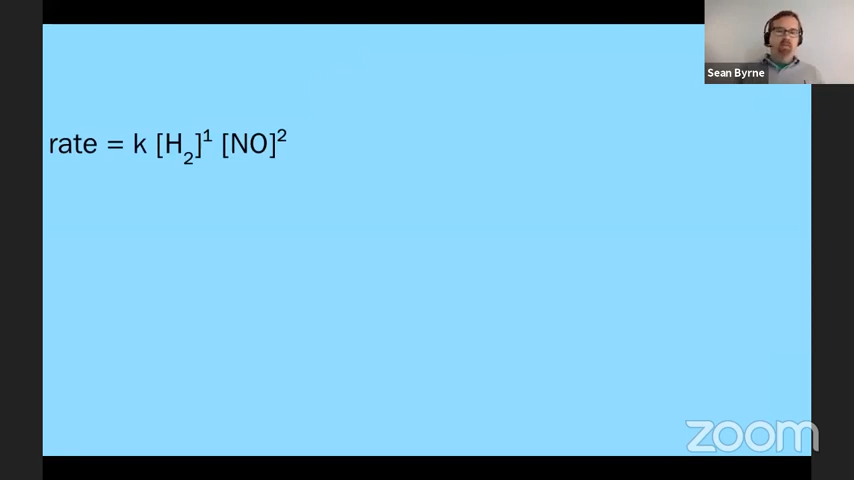 Sean Byrne
rate = k [H₂]¹ [NO]²
zoom